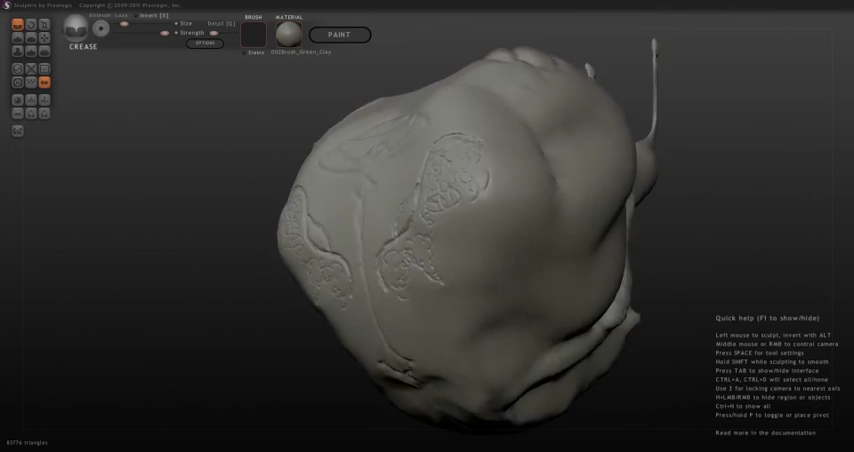 Sculptris by Pixologic    Copyright (C) 2009-2011 Pixologic, Inc.
Airbrush Lazy Invert [X]
Size Detail [Q]
Strength
OPTIONS
CREASE
BRUSH
Enable
MATERIAL
PAINT
Quick help (F1 to show/hide)
Left mouse to sculpt, invert with ALT
Middle mouse or RMB to control camera
Press SPACE for tool settings
Hold SHIFT while sculpting to smooth
Press TAB to show/hide interface
CTRL+A, CTRL+D will select all/none
Use Z for locking camera to nearest axis
H+LMB/RMB to hide region or objects
Ctrl+H to show all
Press/hold P to toggle or place pivot
Read more in the documentation
83776 triangles